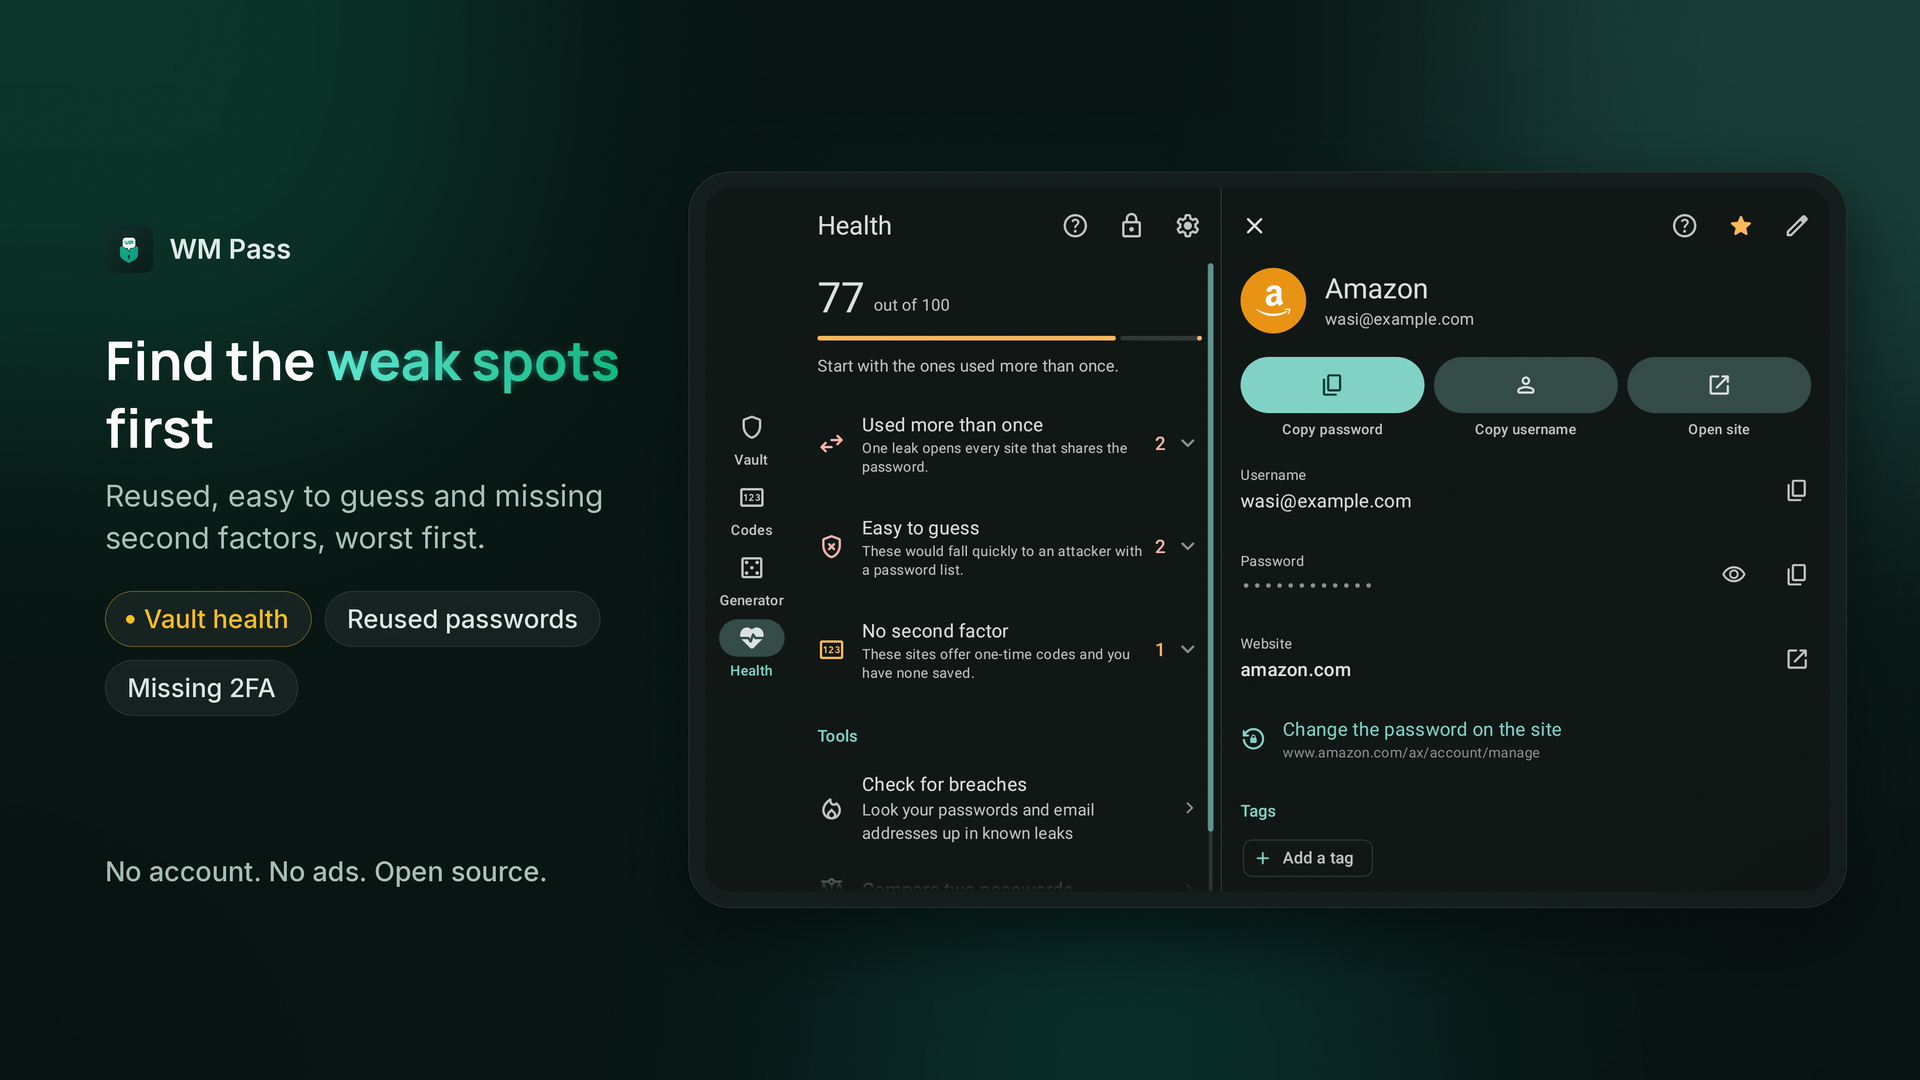 WM Pass
Find the weak spots
first
Reused, easy to guess and missing
second factors, worst first.
• Vault health
Reused passwords
Missing 2FA
No account. No ads. Open source.
Vault
123
Codes
Generator
Health
Health
77 out of 100
Start with the ones used more than once.
Used more than once
One leak opens every site that shares the
password.
2
Easy to guess
These would fall quickly to an attacker with
a password list.
2
123
No second factor
These sites offer one-time codes and you
have none saved.
1
Tools
Check for breaches
Look your passwords and email
addresses up in known leaks
Compare two passwords
a
Amazon
wasi@example.com
Copy password
Copy username
Open site
Username
wasi@example.com
Password
••••••••••••
Website
amazon.com
Change the password on the site
www.amazon.com/ax/account/manage
Tags
+ Add a tag